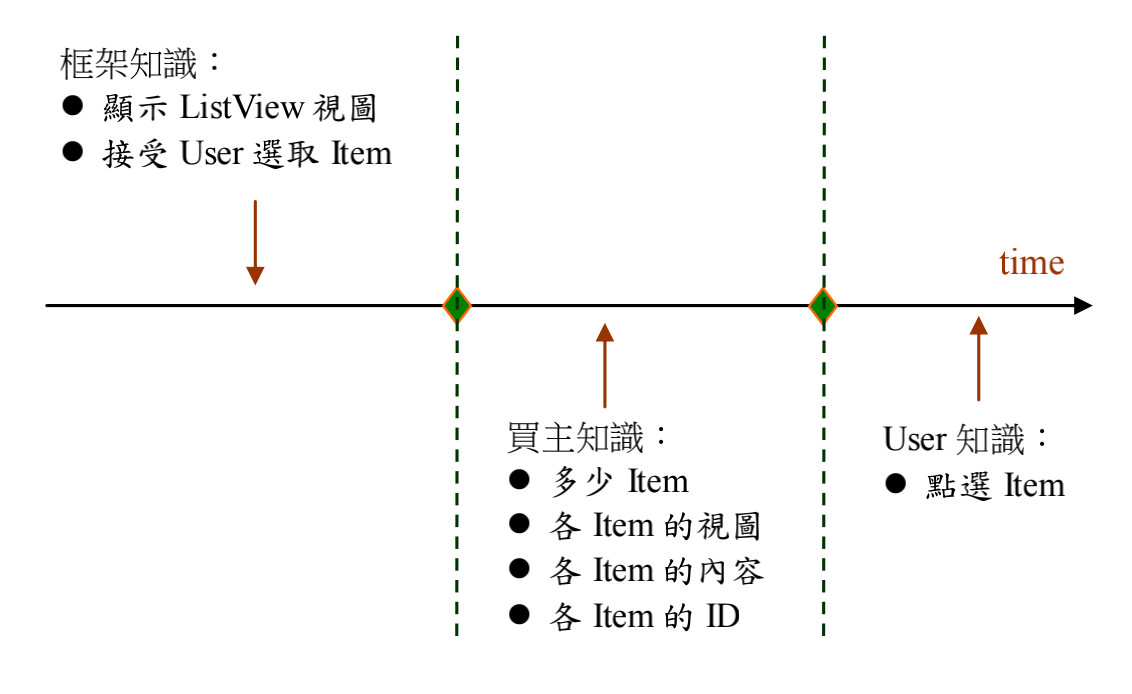 框架知識：
● 顯示 ListView 視圖
● 接受 User 選取 Item
time
買主知識：
● 多少 Item
● 各 Item 的視圖
● 各 Item 的內容
● 各 Item 的 ID
User 知識：
● 點選 Item